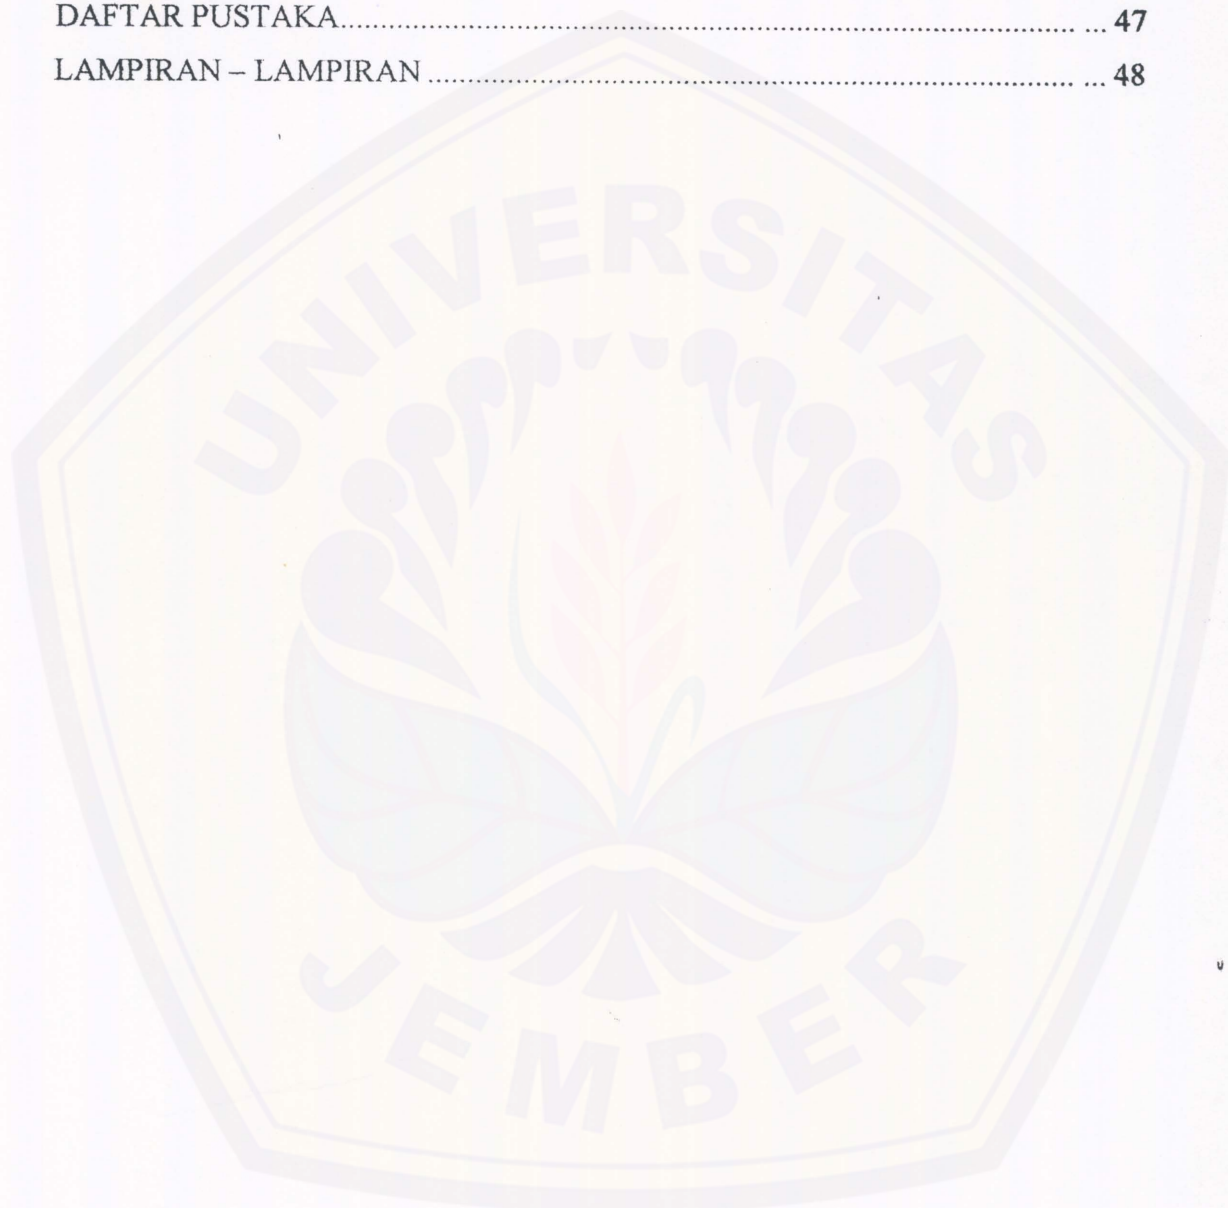 DAFTAR PUSTAKA.......................................................................................... ... 47
LAMPIRAN – LAMPIRAN ................................................................................ ... 48
UNIVERSITAS
JEMBER